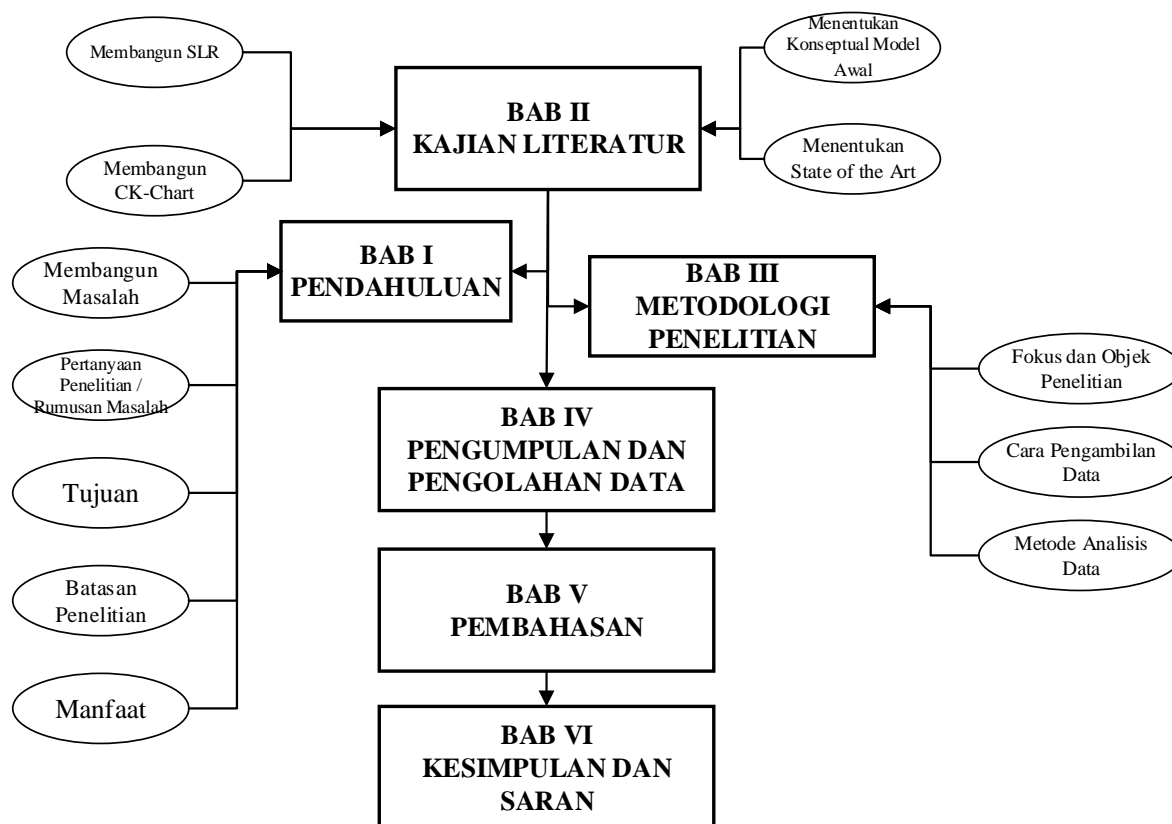 Membangun SLR
Membangun
CK-Chart
BAB II
KAJIAN LITERATUR
Menentukan
Konseptual Model
Awal
Menentukan
State of the Art
BAB I
PENDAHULUAN
Membangun
Masalah
Pertanyaan
Penelitian /
Rumusan Masalah
Tujuan
Batasan
Penelitian
Manfaat
BAB III
METODOLOGI
PENELITIAN
Fokus dan Objek
Penelitian
Cara Pengambilan
Data
Metode Analisis
Data
BAB IV
PENGUMPULAN DAN
PENGOLAHAN DATA
BAB V
PEMBAHASAN
BAB VI
KESIMPULAN DAN
SARAN